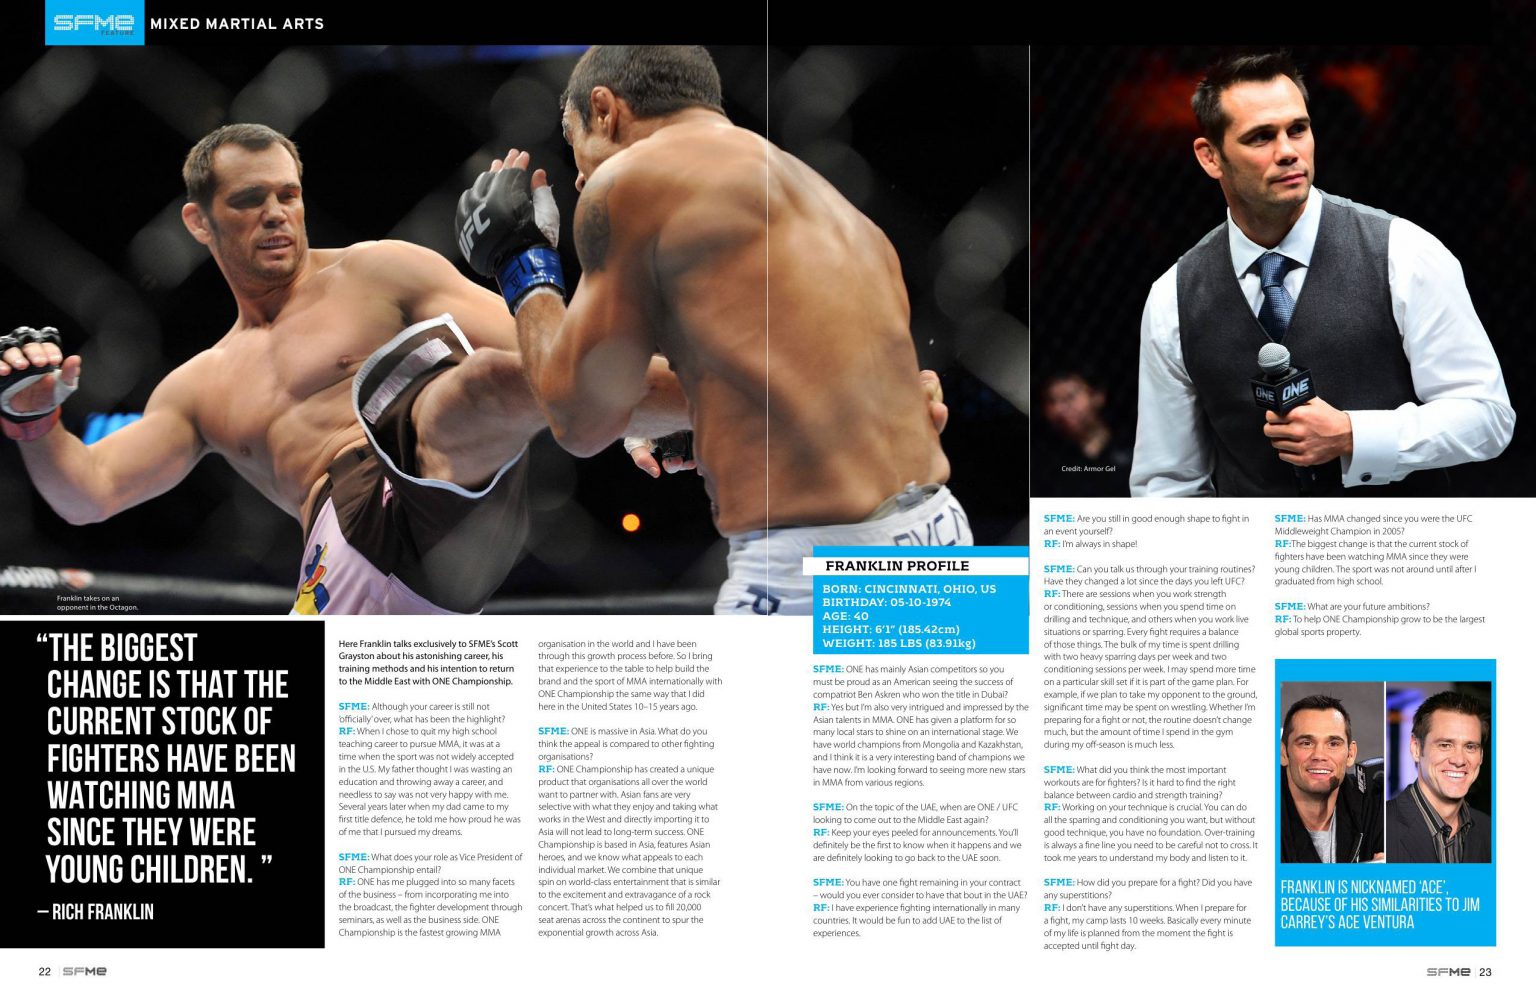 SFME
FEATURE
MIXED MARTIAL ARTS
UFC
ONE ONE
RVCA
Franklin takes on an
opponent in the Octagon.
Credit: Armor Gel
“THE BIGGEST
CHANGE IS THAT THE
CURRENT STOCK OF
FIGHTERS HAVE BEEN
WATCHING MMA
SINCE THEY WERE
YOUNG CHILDREN. ”
– RICH FRANKLIN
Here Franklin talks exclusively to SFME’s Scott
Grayston about his astonishing career, his
training methods and his intention to return
to the Middle East with ONE Championship.
SFME: Although your career is still not
‘officially’ over, what has been the highlight?
RF: When I chose to quit my high school
teaching career to pursue MMA, it was at a
time when the sport was not widely accepted
in the U.S. My father thought I was wasting an
education and throwing away a career, and
needless to say was not very happy with me.
Several years later when my dad came to my
first title defence, he told me how proud he was
of me that I pursued my dreams.
SFME: What does your role as Vice President of
ONE Championship entail?
RF: ONE has me plugged into so many facets
of the business – from incorporating me into
the broadcast, the fighter development through
seminars, as well as the business side. ONE
Championship is the fastest growing MMA
organisation in the world and I have been
through this growth process before. So I bring
that experience to the table to help build the
brand and the sport of MMA internationally with
ONE Championship the same way that I did
here in the United States 10–15 years ago.
SFME: ONE is massive in Asia. What do you
think the appeal is compared to other fighting
organisations?
RF: ONE Championship has created a unique
product that organisations all over the world
want to partner with. Asian fans are very
selective with what they enjoy and taking what
works in the West and directly importing it to
Asia will not lead to long-term success. ONE
Championship is based in Asia, features Asian
heroes, and we know what appeals to each
individual market. We combine that unique
spin on world-class entertainment that is similar
to the excitement and extravagance of a rock
concert. That’s what helped us to fill 20,000
seat arenas across the continent to spur the
exponential growth across Asia.
FRANKLIN PROFILE
BORN: CINCINNATI, OHIO, US
BIRTHDAY: 05-10-1974
AGE: 40
HEIGHT: 6’1” (185.42cm)
WEIGHT: 185 LBS (83.91kg)
SFME: ONE has mainly Asian competitors so you
must be proud as an American seeing the success of
compatriot Ben Askren who won the title in Dubai?
RF: Yes but I’m also very intrigued and impressed by the
Asian talents in MMA. ONE has given a platform for so
many local stars to shine on an international stage. We
have world champions from Mongolia and Kazakhstan,
and I think it is a very interesting band of champions we
have now. I’m looking forward to seeing more new stars
in MMA from various regions.
SFME: On the topic of the UAE, when are ONE / UFC
looking to come out to the Middle East again?
RF: Keep your eyes peeled for announcements. You’ll
definitely be the first to know when it happens and we
are definitely looking to go back to the UAE soon.
SFME: You have one fight remaining in your contract
– would you ever consider to have that bout in the UAE?
RF: I have experience fighting internationally in many
countries. It would be fun to add UAE to the list of
experiences.
SFME: Are you still in good enough shape to fight in
an event yourself?
RF: I’m always in shape!
SFME: Can you talk us through your training routines?
Have they changed a lot since the days you left UFC?
RF: There are sessions when you work strength
or conditioning, sessions when you spend time on
drilling and technique, and others when you work live
situations or sparring. Every fight requires a balance
of those things. The bulk of my time is spent drilling
with two heavy sparring days per week and two
conditioning sessions per week. I may spend more time
on a particular skill set if it is part of the game plan. For
example, if we plan to take my opponent to the ground,
significant time may be spent on wrestling. Whether I’m
preparing for a fight or not, the routine doesn’t change
much, but the amount of time I spend in the gym
during my off-season is much less.
SFME: What did you think the most important
workouts are for fighters? Is it hard to find the right
balance between cardio and strength training?
RF: Working on your technique is crucial. You can do
all the sparring and conditioning you want, but without
good technique, you have no foundation. Over-training
is always a fine line you need to be careful not to cross. It
took me years to understand my body and listen to it.
SFME: How did you prepare for a fight? Did you have
any superstitions?
RF: I don’t have any superstitions. When I prepare for
a fight, my camp lasts 10 weeks. Basically every minute
of my life is planned from the moment the fight is
accepted until fight day.
SFME: Has MMA changed since you were the UFC
Middleweight Champion in 2005?
RF:The biggest change is that the current stock of
fighters have been watching MMA since they were
young children. The sport was not around until after I
graduated from high school.
SFME: What are your future ambitions?
RF: To help ONE Championship grow to be the largest
global sports property.
FRANKLIN IS NICKNAMED ‘ACE’,
BECAUSE OF HIS SIMILARITIES TO JIM
CARREY’S ACE VENTURA
22 SFME
SFME 23